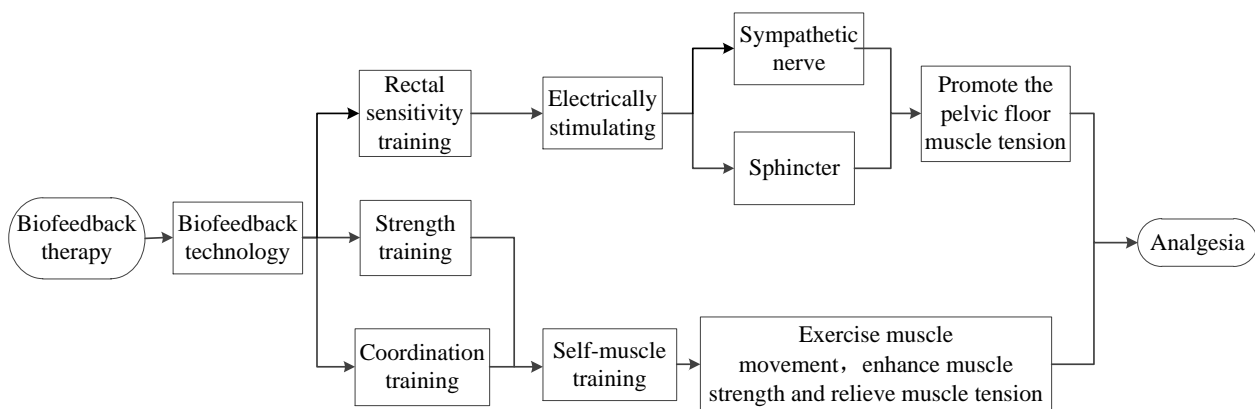 Biofeedback
therapy
Biofeedback
technology
Rectal
sensitivity
training
Electrically
stimulating
Sympathetic
nerve
Sphincter
Promote the
pelvic floor
muscle tension
Strength
training
Coordination
training
Self-muscle
training
Exercise muscle
movement，enhance muscle
strength and relieve muscle tension
Analgesia